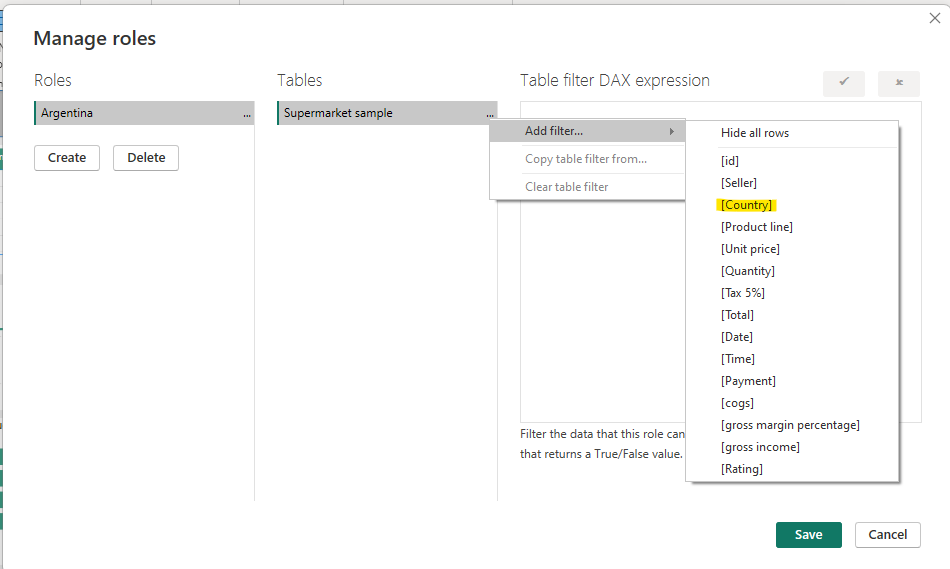 Manage roles
Roles
Tables
Table filter DAX expression
Argentina
...
Supermarket sample
...
Create
Delete
Add filter...
Copy table filter from...
Clear table filter
Hide all rows
[id]
[Seller]
[Country]
[Product line]
[Unit price]
[Quantity]
[Tax 5%]
[Total]
[Date]
[Time]
[Payment]
[cogs]
[gross margin percentage]
[gross income]
[Rating]
Filter the data that this role can
that returns a True/False value.
Save
Cancel